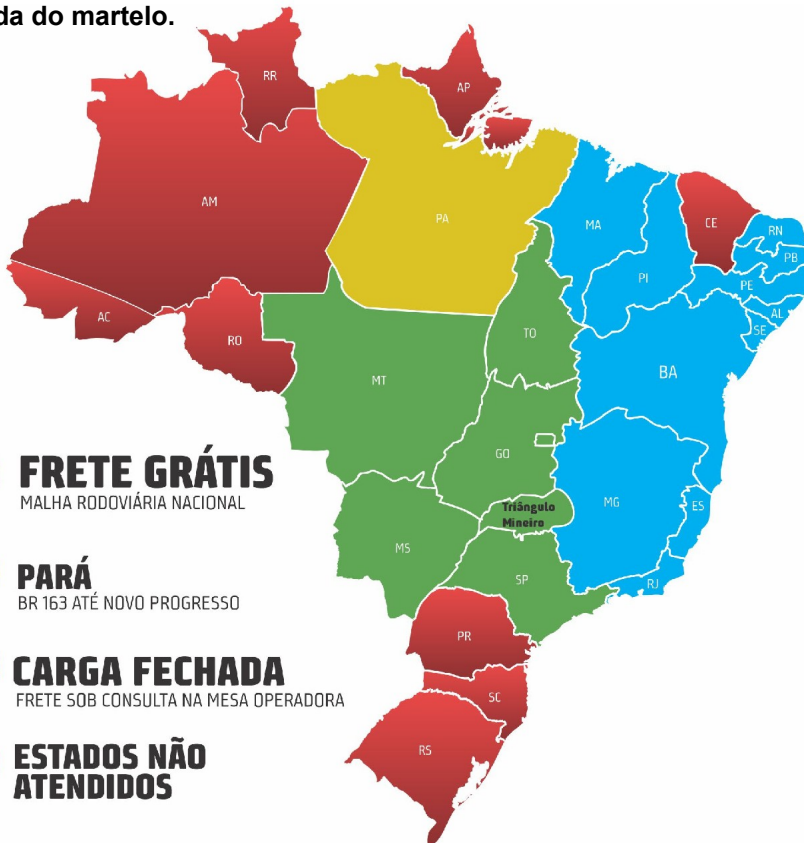 da do martelo.
RR
AP
AM
PA
MA
CE
RN
PB
PI
PE
AL
SE
AC
RO
TO
MT
BA
GO
FRETE GRÁTIS
MALHA RODOVIÁRIA NACIONAL
MG
ES
Triângulo
Mineiro
MS
SP
RJ
PARÁ
BR 163 ATÉ NOVO PROGRESSO
PR
CARGA FECHADA
FRETE SOB CONSULTA NA MESA OPERADORA
SC
RS
ESTADOS NÃO
ATENDIDOS